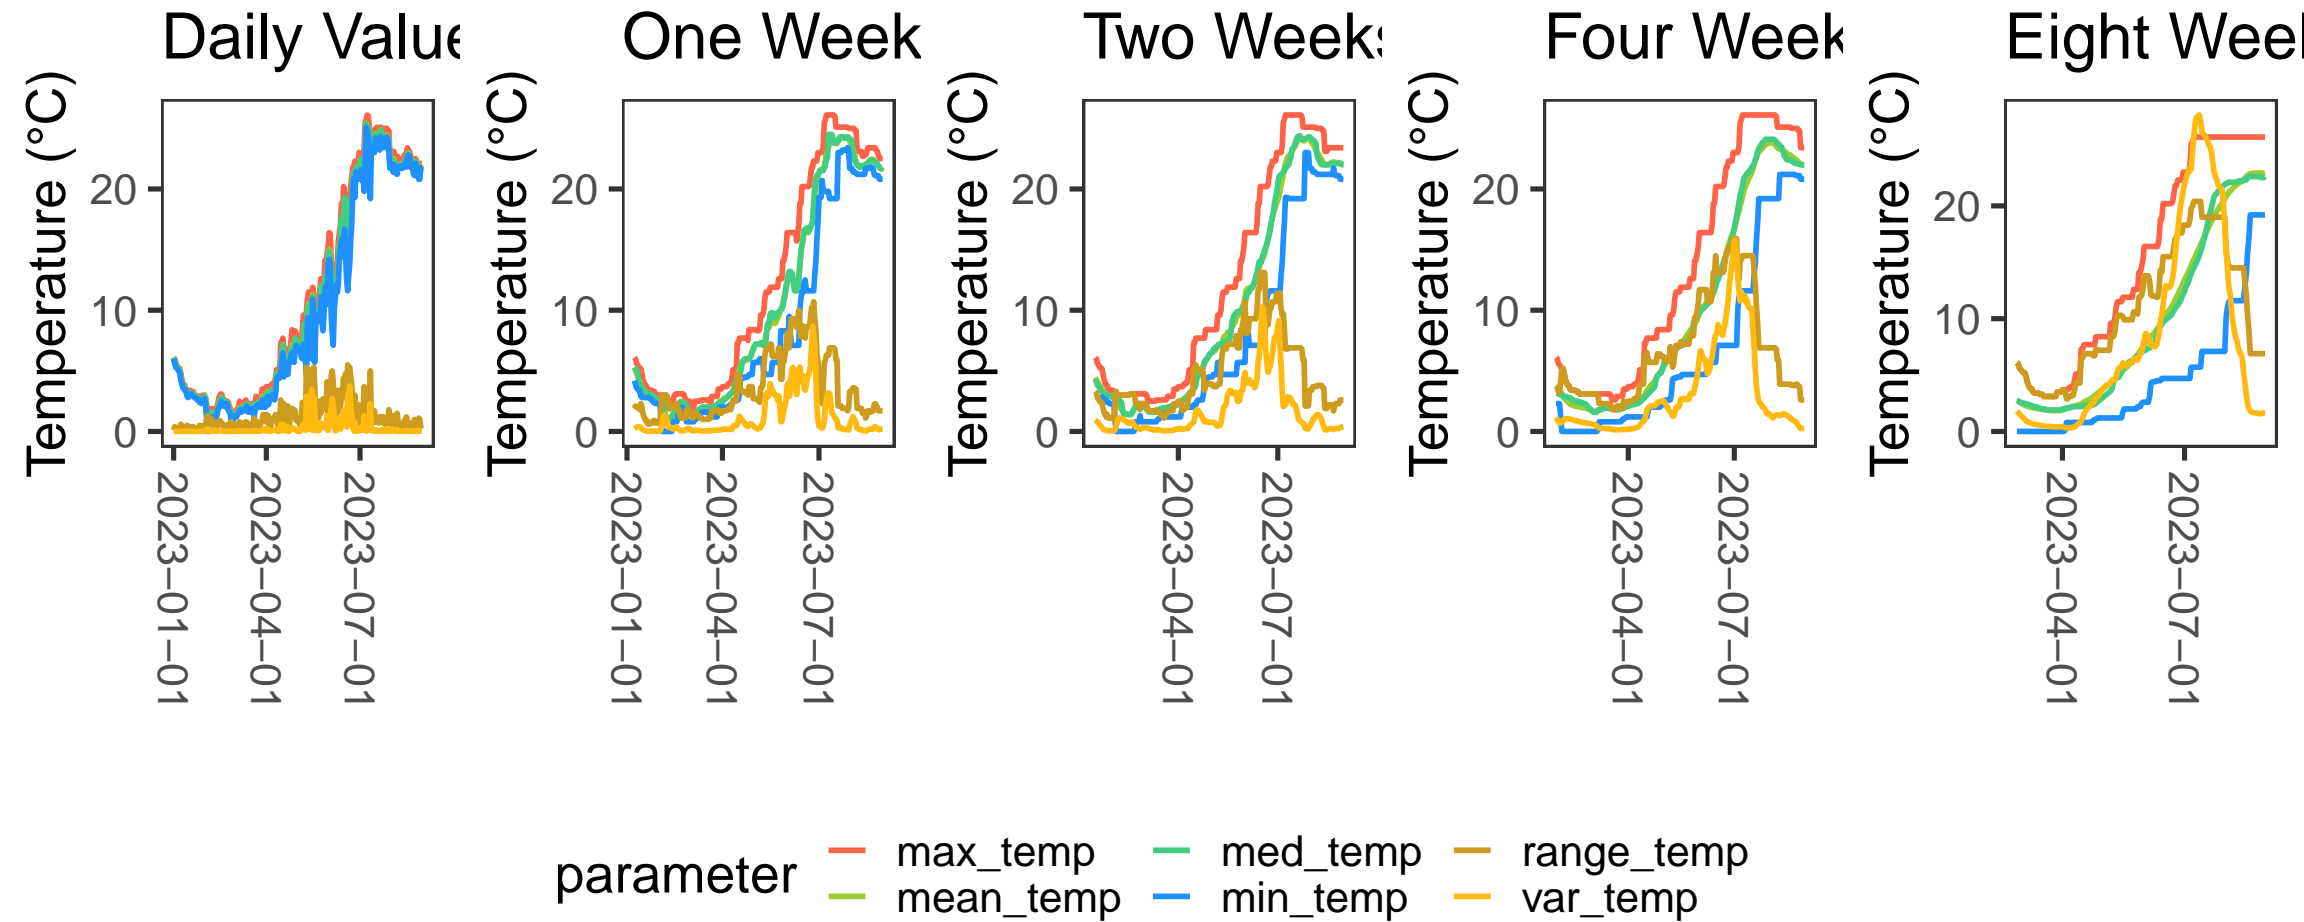 Daily Value
One Week
Two Weeks
Four Week
Eight Weel
Temperature (°C)
20
10
0
2023−01−01
2023−04−01
2023−07−01
Temperature (°C)
20
10
0
2023−01−01
2023−04−01
2023−07−01
Temperature (°C)
20
10
0
2023−04−01
2023−07−01
Temperature (°C)
20
10
0
2023−04−01
2023−07−01
Temperature (°C)
20
10
0
2023−04−01
2023−07−01
parameter
max_temp
mean_temp
med_temp
min_temp
range_temp
var_temp